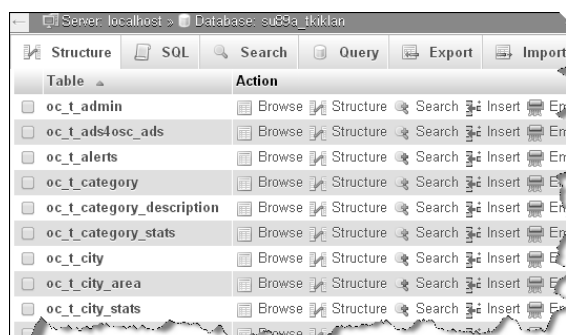 ← Server: localhost » Database: su89a_tkiklan
Structure SQL Search Query Export Import
Table Action
oc_t_admin Browse Structure Search Insert
oc_t_ads4osc_ads Browse Structure Search Insert
oc_t_alerts Browse Structure Search Insert
oc_t_category Browse Structure Search Insert
oc_t_category_description Browse Structure Search Insert
oc_t_category_stats Browse Structure Search Insert
oc_t_city Browse Structure Search Insert
oc_t_city_area Browse Structure Search Insert
oc_t_city_stats Browse Structure Search Insert